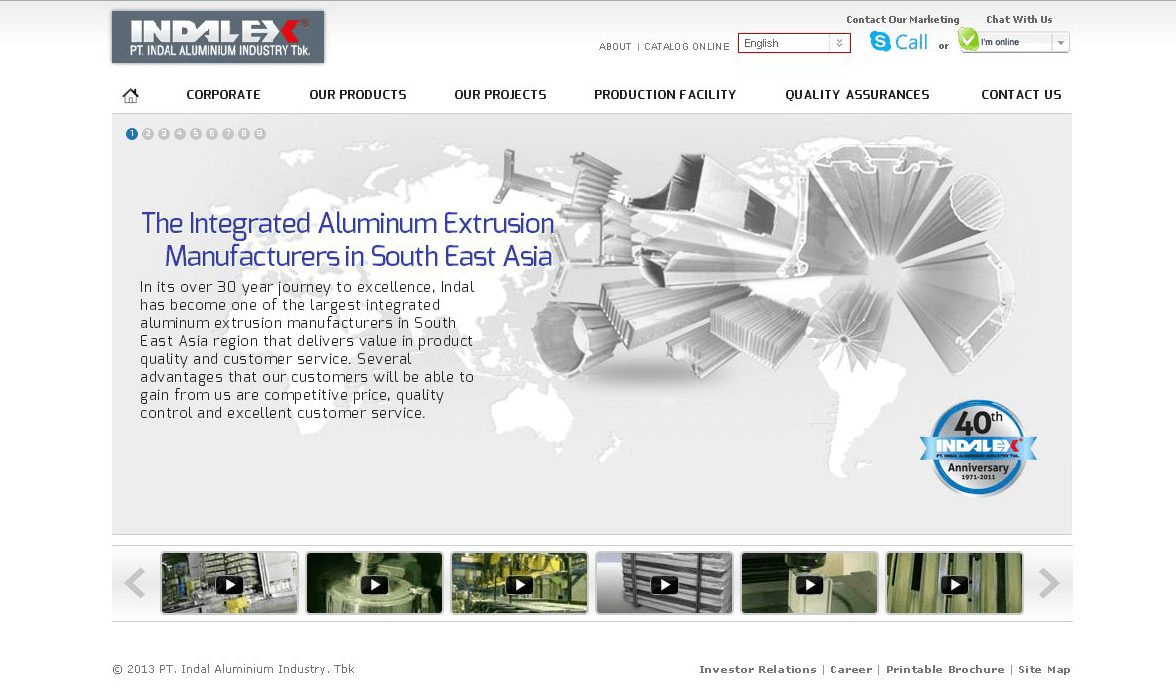 INDALEX®
PT. INDAL ALUMINIUM INDUSTRY Tbk.
Contact Our Marketing
Chat With Us
ABOUT | CATALOG ONLINE
English
Call or
I'm online
CORPORATE
OUR PRODUCTS
OUR PROJECTS
PRODUCTION FACILITY
QUALITY ASSURANCES
CONTACT US
1 2 3 4 5 6 7 8 9
The Integrated Aluminum Extrusion
Manufacturers in South East Asia
In its over 30 year journey to excellence, Indal
has become one of the largest integrated
aluminum extrusion manufacturers in South
East Asia region that delivers value in product
quality and customer service. Several
advantages that our customers will be able to
gain from us are competitive price, quality
control and excellent customer service.
40th
INDALEX
PT. INDAL ALUMINIUM INDUSTRY Tbk.
Anniversary
1971-2011
© 2013 PT. Indal Aluminium Industry. Tbk
Investor Relations | Career | Printable Brochure | Site Map